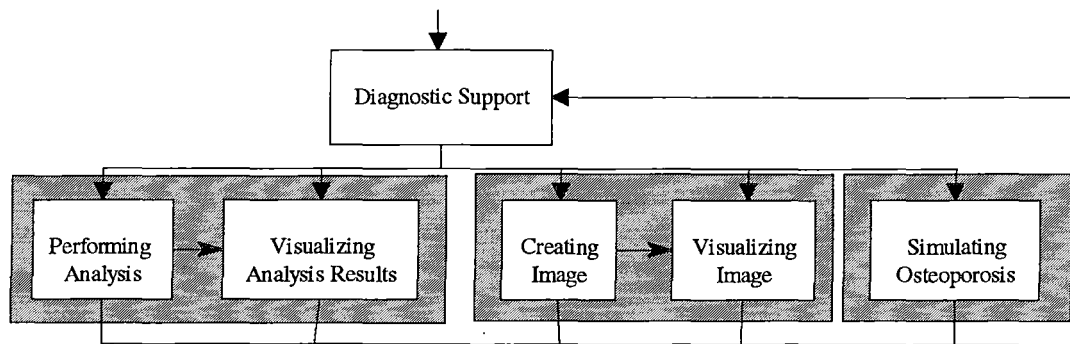 Diagnostic Support
Performing
Analysis
Visualizing
Analysis Results
Creating
Image
Visualizing
Image
Simulating
Osteoporosis